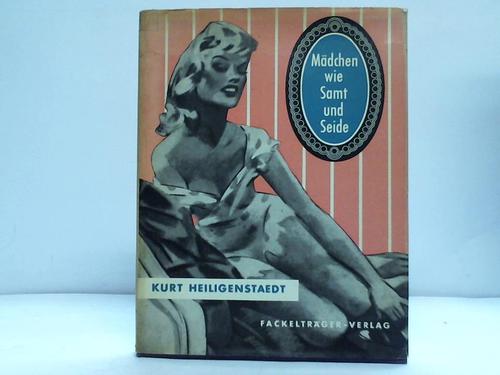 Mädchen
wie
Samt
und
Seide
KURT HEILIGENSTAEDT
FACKELTRÄGER-VERLAG